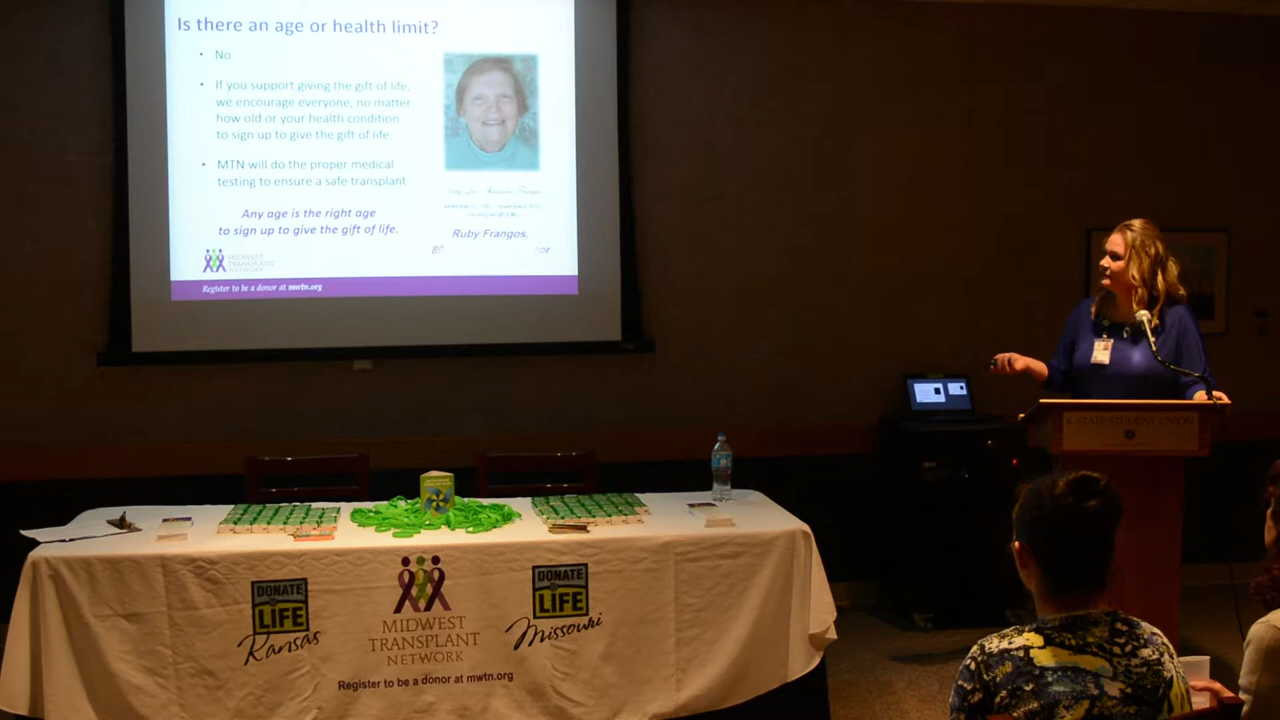 Is there an age or health limit?
• No
• If you support giving the gift of life,
we encourage everyone, no matter
how old or your health condition
to sign up to give the gift of life.
• MTN will do the proper medical
testing to ensure a safe transplant
Any age is the right age
to sign up to give the gift of life.
Ruby Frangos,
MIDWEST
TRANSPLANT
NETWORK
Register to be a donor at mwtn.org
K-STATE STUDENT UNION
DONATE
LIFE
Kansas
MIDWEST
TRANSPLANT
NETWORK
DONATE
LIFE
Missouri
Register to be a donor at mwtn.org